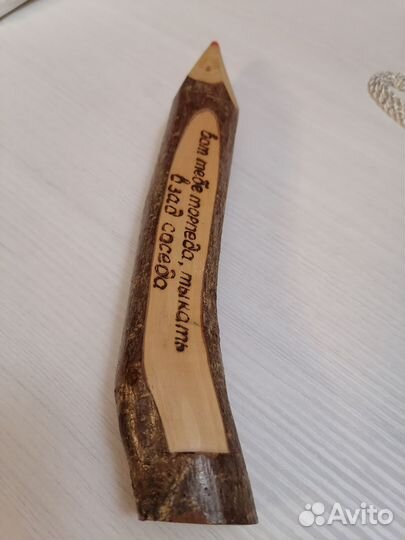 вот тебе торпеда, тыкать
в зад соседа
Avito